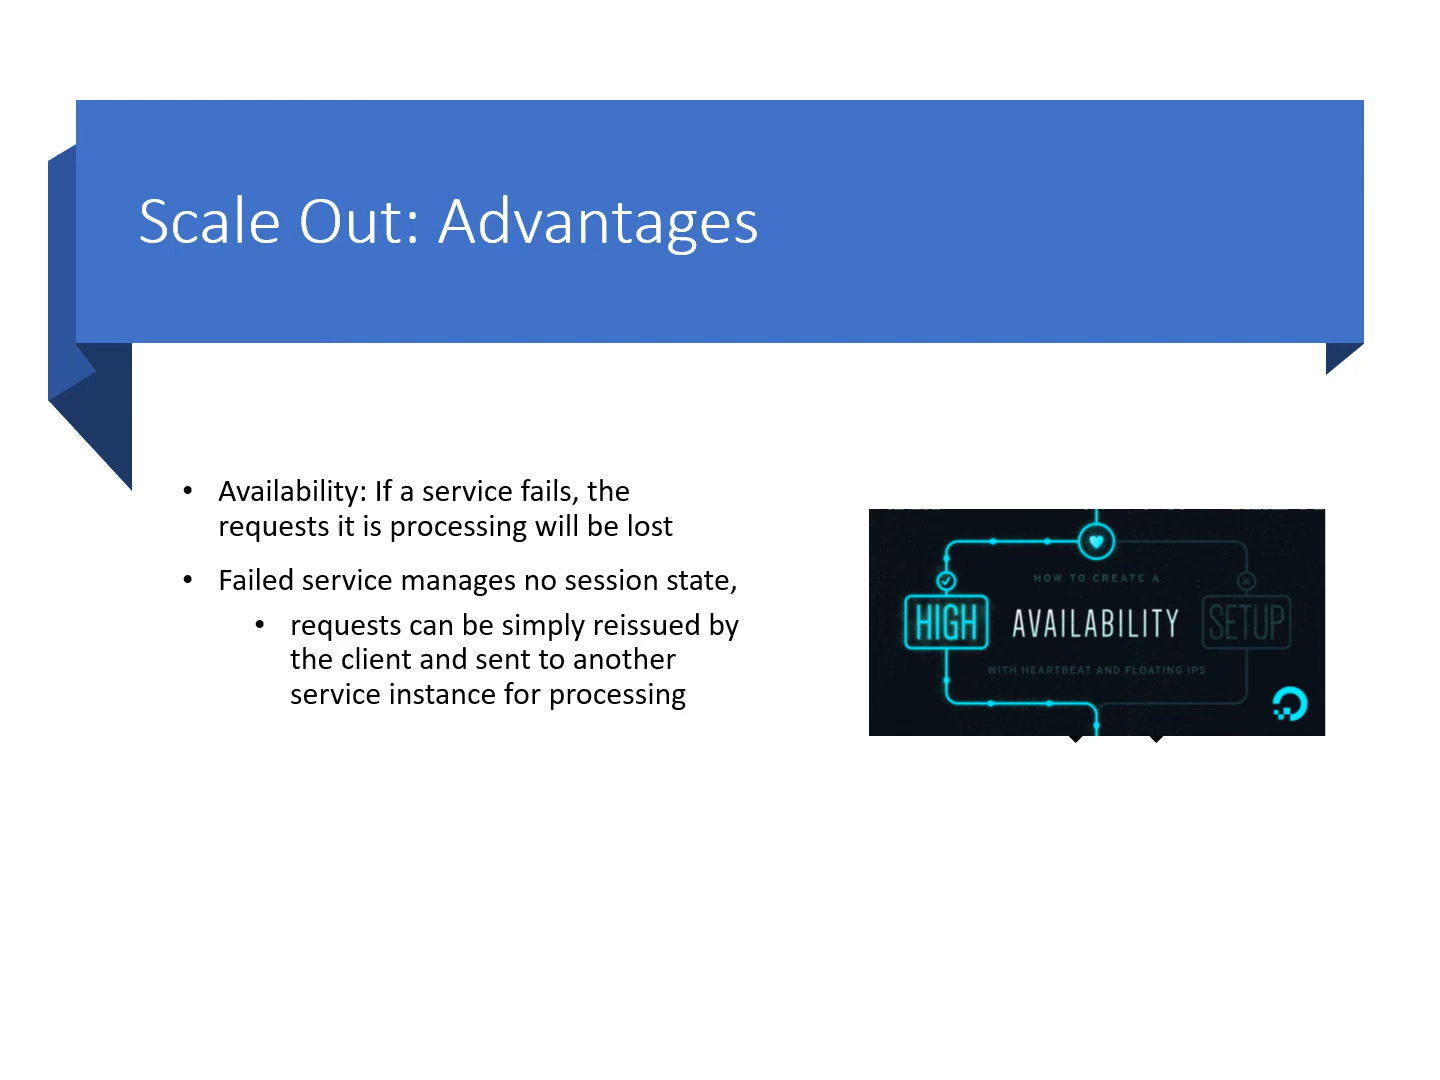 Scale Out: Advantages
• Availability: If a service fails, the
requests it is processing will be lost
• Failed service manages no session state,
• requests can be simply reissued by
the client and sent to another
service instance for processing
HOW TO CREATE A
HIGH AVAILABILITY SETUP
WITH HEARTBEAT AND FLOATING IPS